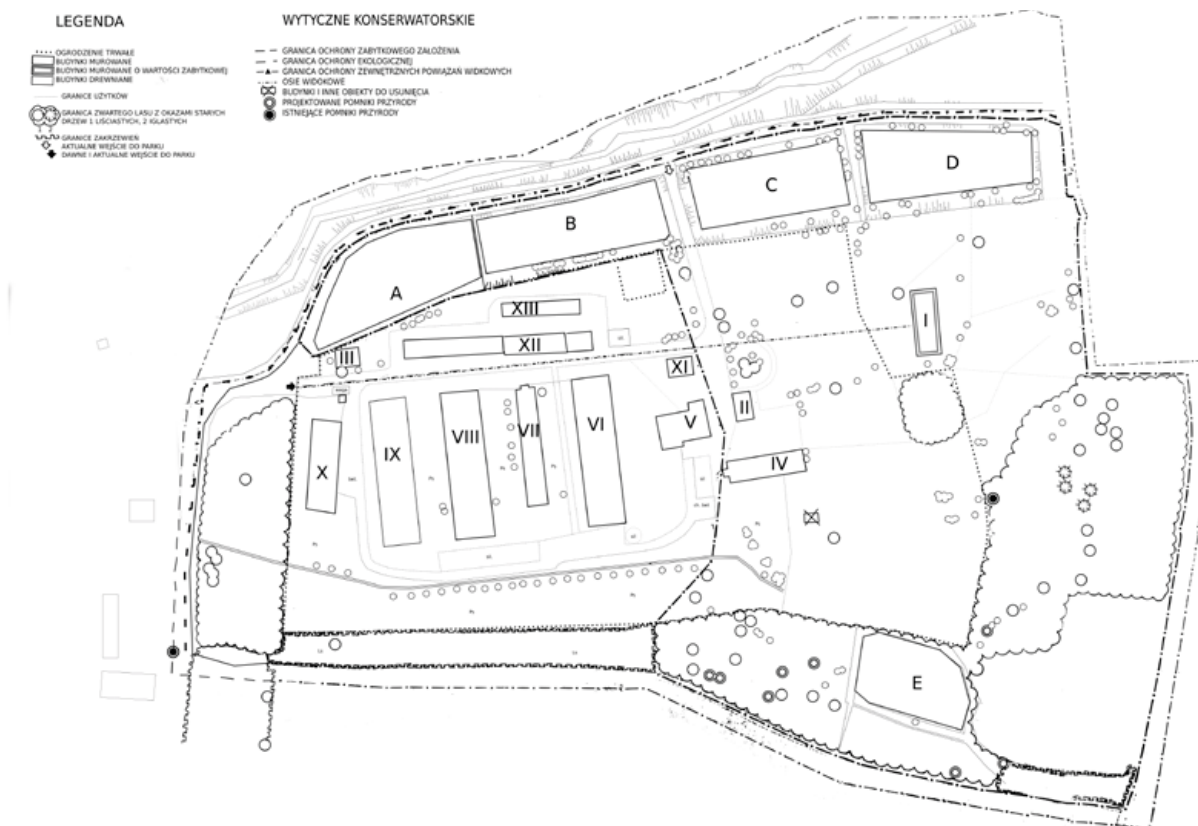 LEGENDA
OGRODZENIE TRWAŁE
BUDYNKI MUROWANE
BUDYNKI MUROWANE O WARTOŚCI ZABYTKOWEJ
BUDYNKI DREWNIANE
GRANICE UŻYTKÓW
GRANICA ZWARTEGO LASU Z OKAZAMI STARYCH
DRZEW 1 LIŚCIASTYCH, 2 IGLASTYCH
GRANICE ZAKRZEWIEŃ
AKTUALNE WEJŚCIE DO PARKU
DAWNE I AKTUALNE WEJŚCIE DO PARKU
WYTYCZNE KONSERWATORSKIE
GRANICA OCHRONY ZABYTKOWEGO ZAŁOŻENIA
GRANICA OCHRONY EKOLOGICZNEJ
GRANICA OCHRONY ZEWNĘTRZNYCH POWIĄZAŃ WIDKOWYCH
OSIE WIDOKOWE
BUDYNKI I INNE OBIEKTY DO USUNIĘCIA
PROJEKTOWANE POMNIKI PRZYRODY
ISTNIEJĄCE POMNIKI PRZYRODY
D
C
B
A
XIII
I
XII
III
XI
II
V
VI
VII
VIII
IX
X
IV
E